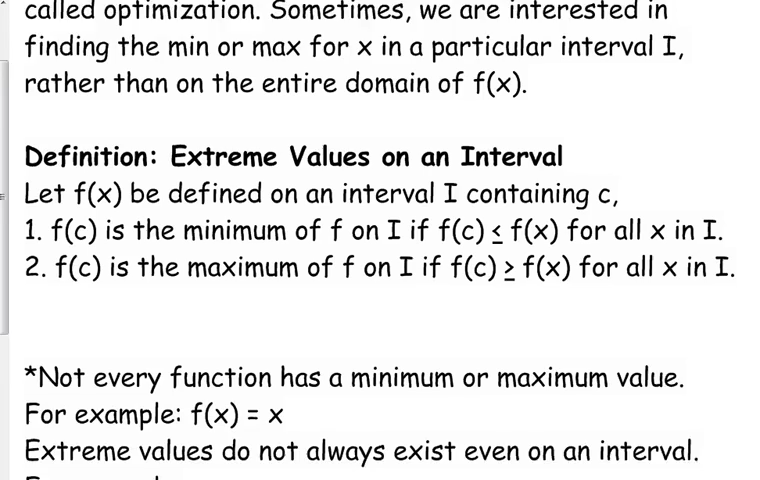 called optimization. Sometimes, we are interested in
finding the min or max for x in a particular interval I,
rather than on the entire domain of f(x).
Definition: Extreme Values on an Interval
Let f(x) be defined on an interval I containing c,
1. f(c) is the minimum of f on I if f(c) ≤ f(x) for all x in I.
2. f(c) is the maximum of f on I if f(c) ≥ f(x) for all x in I.
*Not every function has a minimum or maximum value.
For example: f(x) = x
Extreme values do not always exist even on an interval.